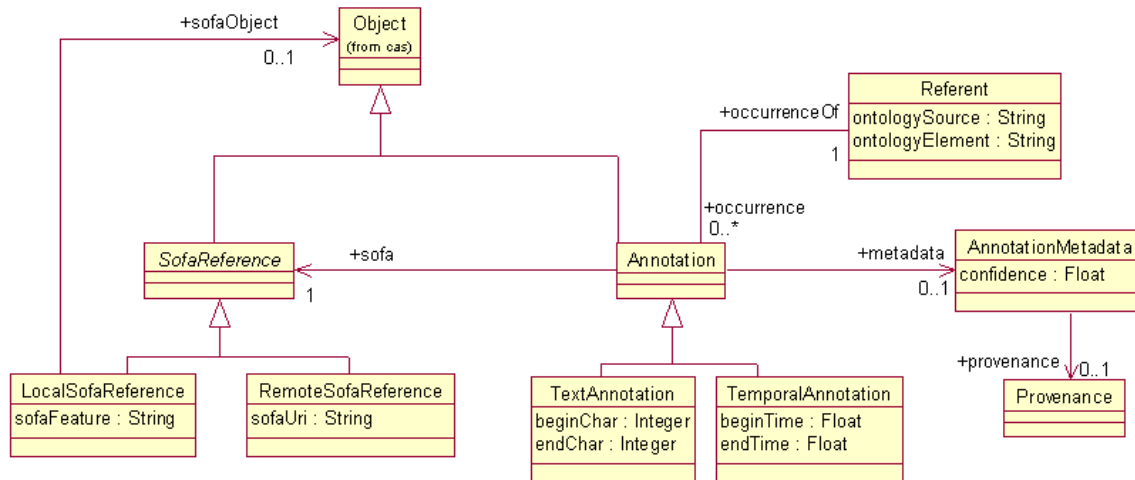 +sofaObject
Object
(from cas)
0..1
Referent
ontologySource : String
ontologyElement : String
+occurrenceOf
1
+occurrence
0..*
SofaReference
+sofa
1
Annotation
+metadata
0..1
AnnotationMetadata
confidence : Float
+provenance
0..1
LocalSofaReference
sofaFeature : String
RemoteSofaReference
sofaUri : String
TextAnnotation
beginChar : Integer
endChar : Integer
TemporalAnnotation
beginTime : Float
endTime : Float
Provenance